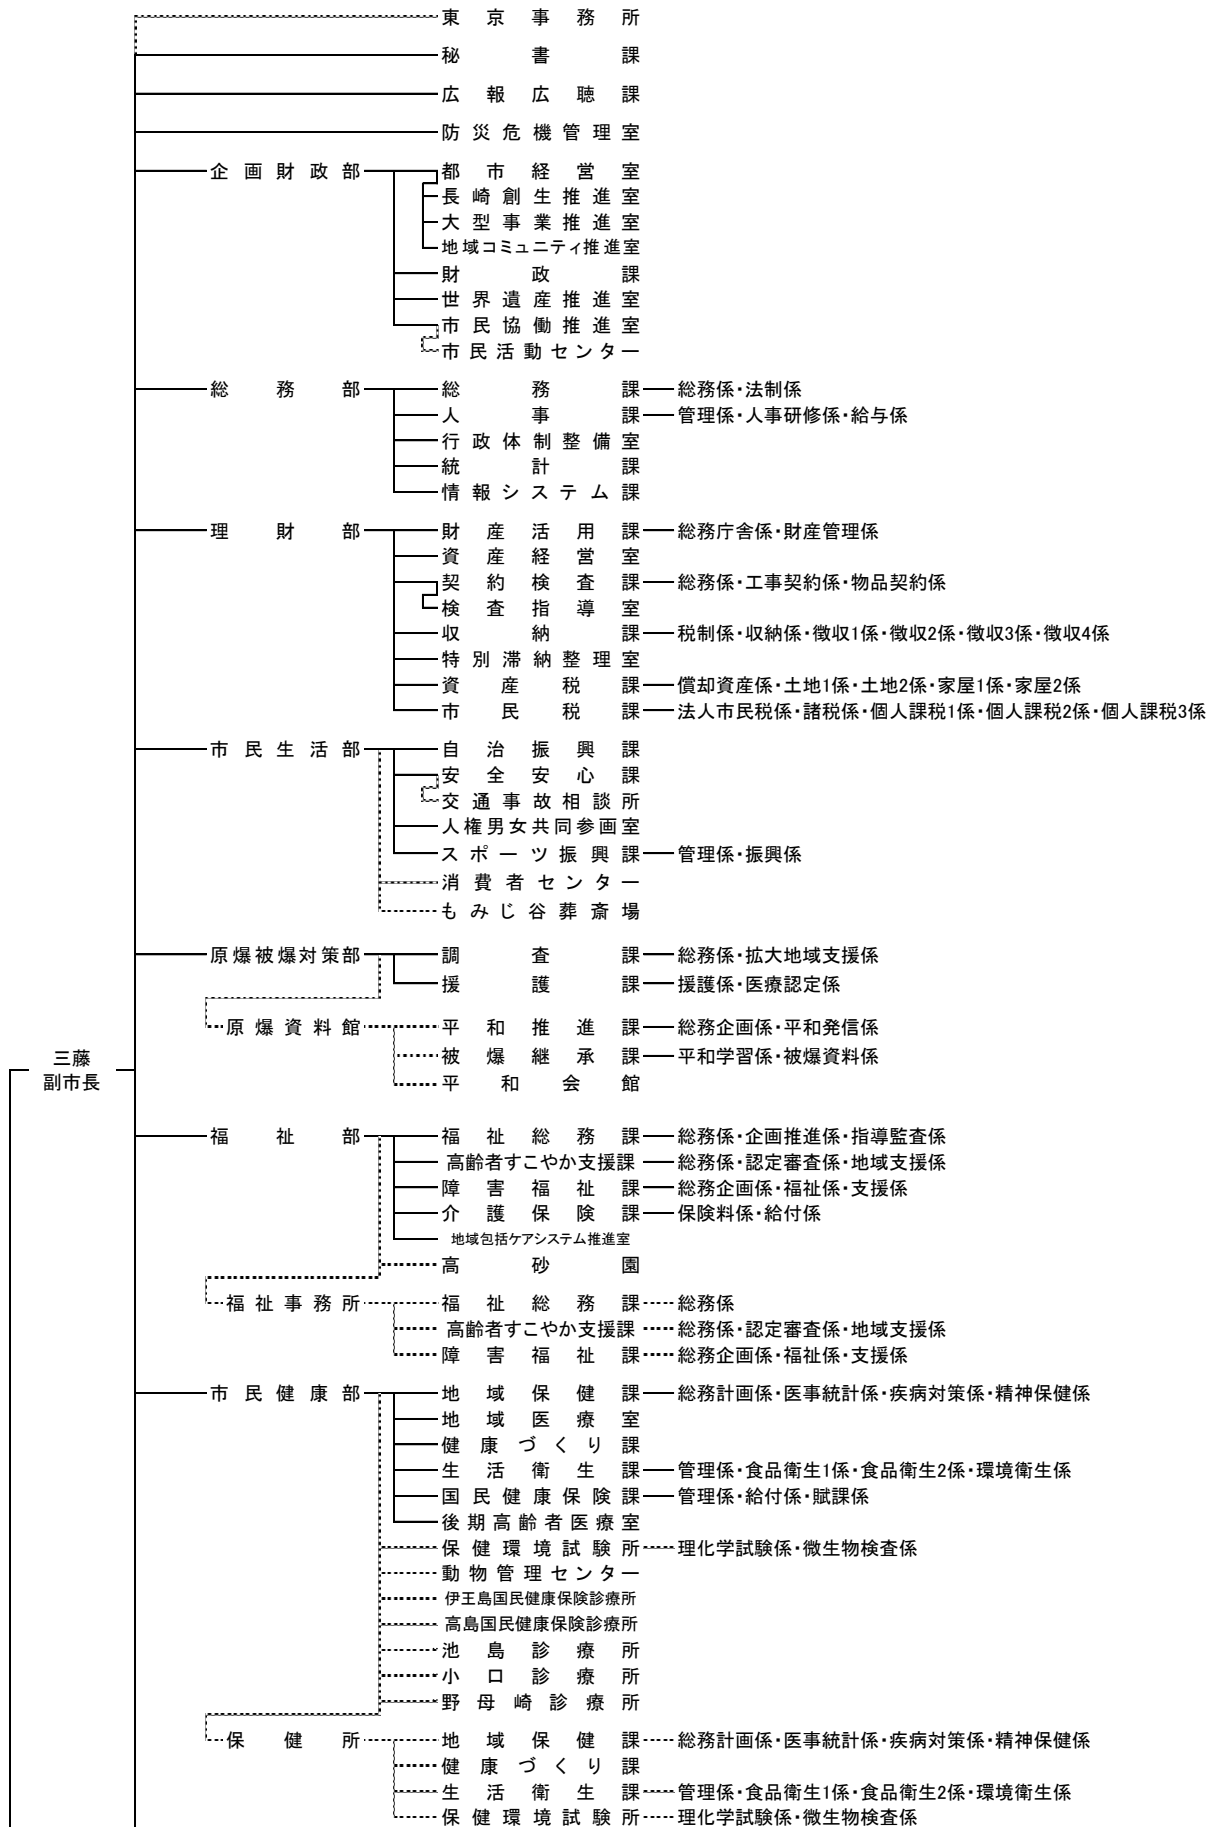 東京事務所
秘書課
広報広聴課
防災危機管理室
企画財政部 都市経営室
長崎創生推進室
大型事業推進室
地域コミュニティ推進室
財政課
世界遺産推進室
市民協働推進室
市民活動センター
総務部 総務課 総務係・法制係
人事課 管理係・人事研修係・給与係
行政体制整備室
統計課
情報システム課
理財部 財産活用課 総務庁舎係・財産管理係
資産経営室
契約検査課 総務係・工事契約係・物品契約係
検査指導室
収納課 税制係・収納係・徴収1係・徴収2係・徴収3係・徴収4係
特別滞納整理室
資産税課 償却資産係・土地1係・土地2係・家屋1係・家屋2係
市民税課 法人市民税係・諸税係・個人課税1係・個人課税2係・個人課税3係
市民生活部 自治振興課
安全安心課
交通事故相談所
人権男女共同参画室
スポーツ振興課 管理係・振興係
消費者センター
もみじ谷葬斎場
原爆被爆対策部 調査課 総務係・拡大地域支援係
援護課 援護係・医療認定係
原爆資料館 平和推進課 総務企画係・平和発信係
被爆継承課 平和学習係・被爆資料係
平和会館
三藤
副市長
福祉部 福祉総務課 総務係・企画推進係・指導監査係
高齢者すこやか支援課 総務係・認定審査係・地域支援係
障害福祉課 総務企画係・福祉係・支援係
介護保険課 保険料係・給付係
地域包括ケアシステム推進室
高砂園
福祉事務所 福祉総務課 総務係
高齢者すこやか支援課 総務係・認定審査係・地域支援係
障害福祉課 総務企画係・福祉係・支援係
市民健康部 地域保健課 総務計画係・医事統計係・疾病対策係・精神保健係
地域医療室
健康づくり課
生活衛生課 管理係・食品衛生1係・食品衛生2係・環境衛生係
国民健康保険課 管理係・給付係・賦課係
後期高齢者医療室
保健環境試験所 理化学試験係・微生物検査係
動物管理センター
伊王島国民健康保険診療所
高島国民健康保険診療所
池島診療所
小口診療所
野母崎診療所
保健所 地域保健課 総務計画係・医事統計係・疾病対策係・精神保健係
健康づくり課
生活衛生課 管理係・食品衛生1係・食品衛生2係・環境衛生係
保健環境試験所 理化学試験係・微生物検査係